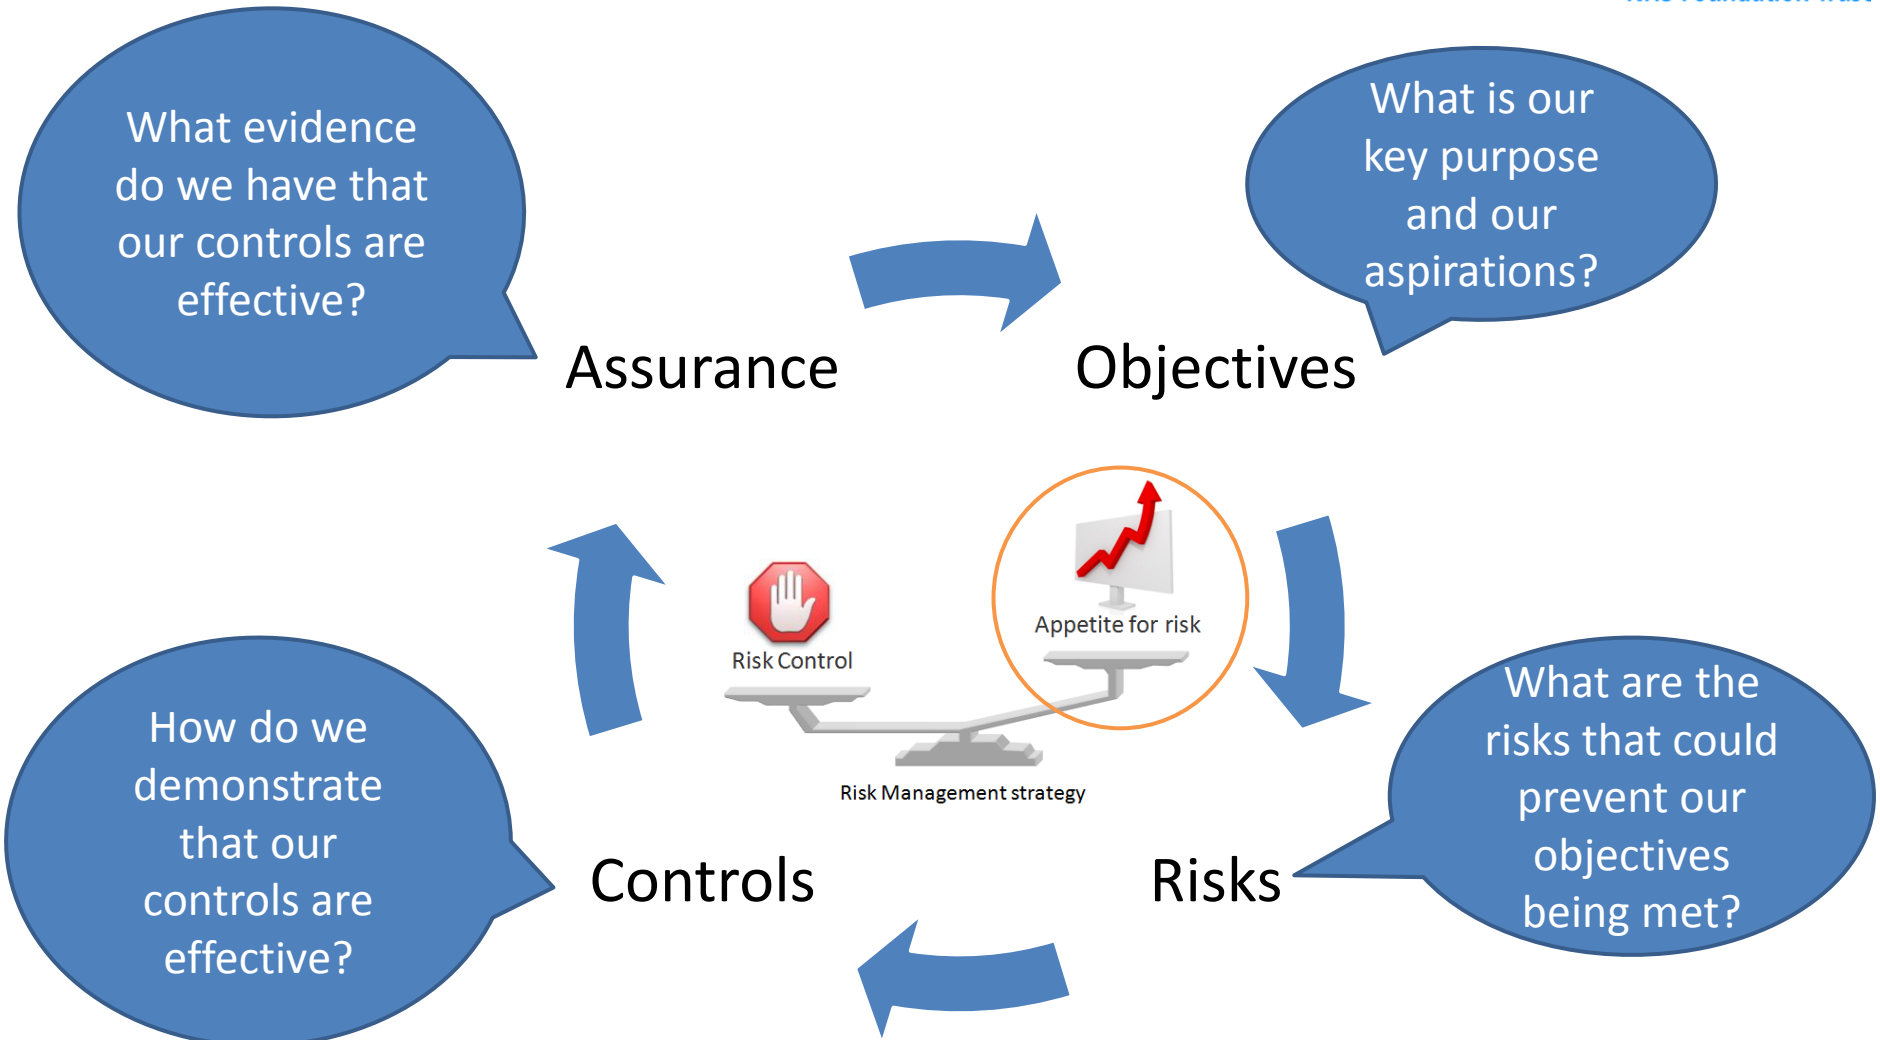 What evidence
do we have that
our controls are
effective?
What is our
key purpose
and our
aspirations?
Assurance
Objectives
Appetite for risk
Risk Control
Risk Management strategy
How do we
demonstrate
that our
controls are
effective?
Controls
Risks
What are the
risks that could
prevent our
objectives
being met?